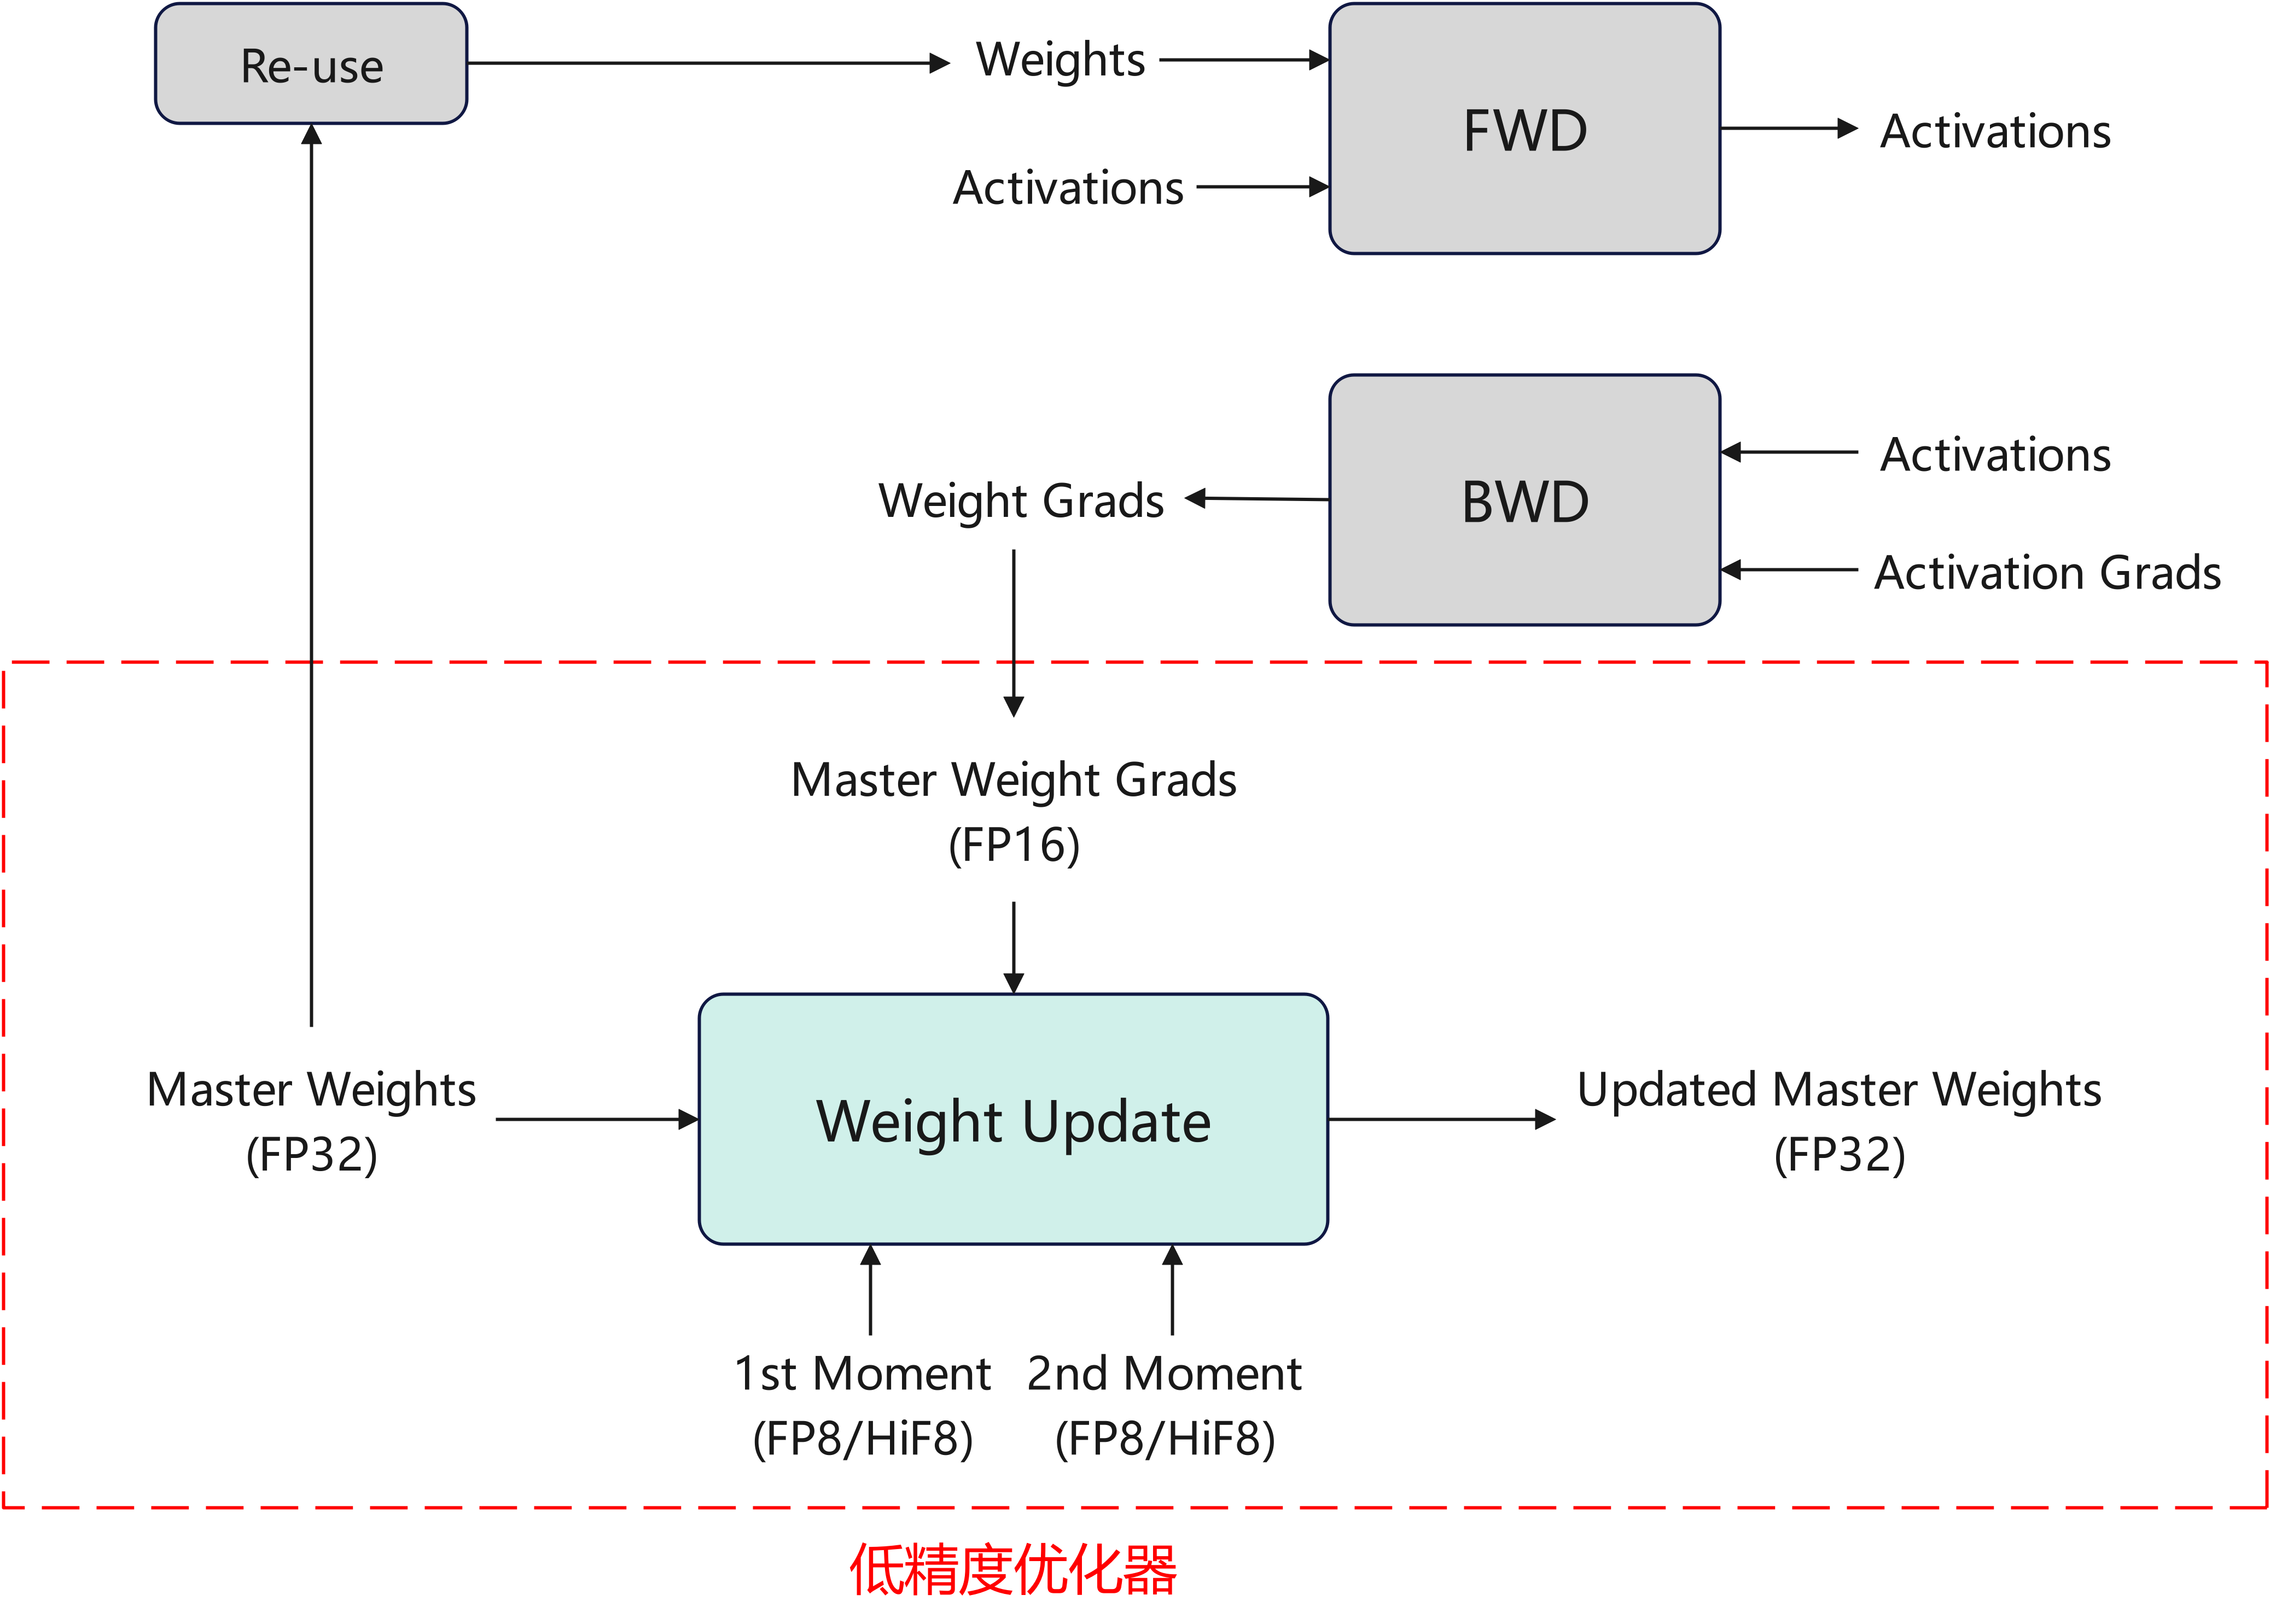 Re-use
Weights
Activations
FWD
Activations
Weight Grads
BWD
Activations
Activation Grads
Master Weight Grads
(FP16)
Master Weights
(FP32)
Weight Update
Updated Master Weights
(FP32)
1st Moment
(FP8/HiF8)
2nd Moment
(FP8/HiF8)
低精度优化器